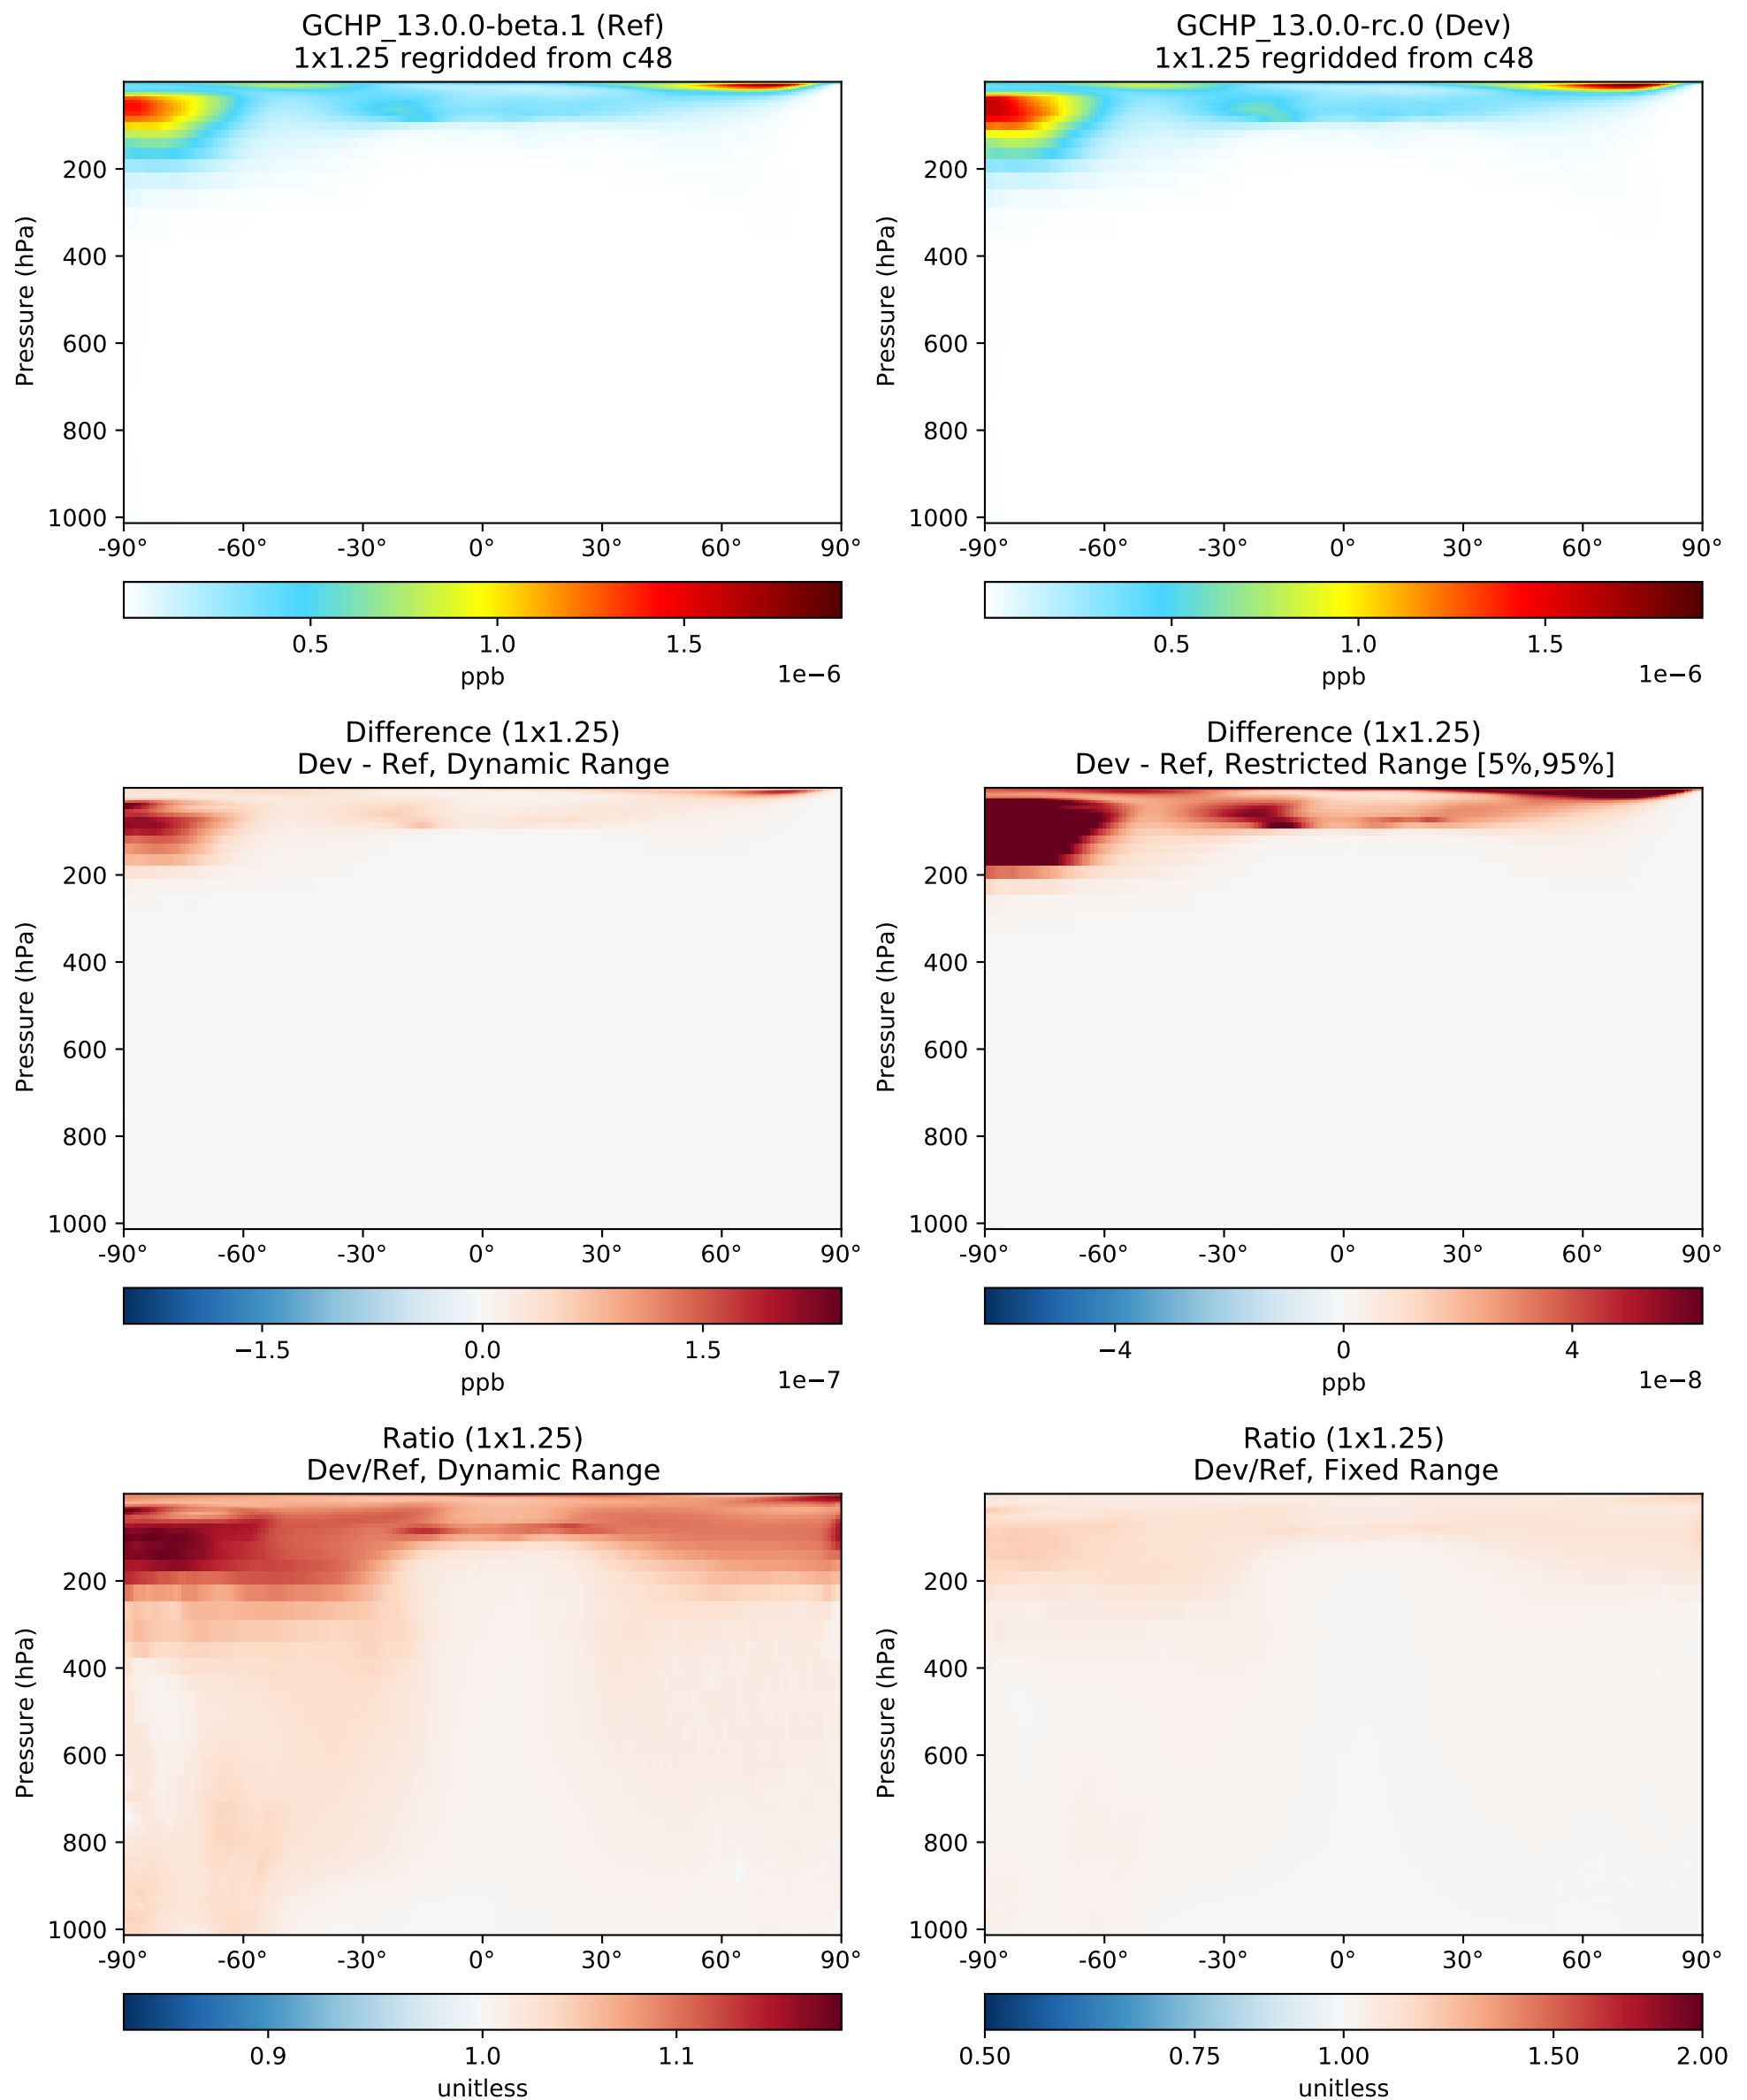 GCHP_13.0.0-beta.1 (Ref)
1x1.25 regridded from c48
Pressure (hPa)
200
400
600
800
1000
-90° -60° -30° 0° 30° 60° 90°
0.5 1.0 1.5
ppb 1e−6
GCHP_13.0.0-rc.0 (Dev)
1x1.25 regridded from c48
Pressure (hPa)
200
400
600
800
1000
-90° -60° -30° 0° 30° 60° 90°
0.5 1.0 1.5
ppb 1e−6
Difference (1x1.25)
Dev - Ref, Dynamic Range
Pressure (hPa)
200
400
600
800
1000
-90° -60° -30° 0° 30° 60° 90°
−1.5 0.0 1.5
ppb 1e−7
Difference (1x1.25)
Dev - Ref, Restricted Range [5%,95%]
Pressure (hPa)
200
400
600
800
1000
-90° -60° -30° 0° 30° 60° 90°
−4 0 4
ppb 1e−8
Ratio (1x1.25)
Dev/Ref, Dynamic Range
Pressure (hPa)
200
400
600
800
1000
-90° -60° -30° 0° 30° 60° 90°
0.9 1.0 1.1
unitless
Ratio (1x1.25)
Dev/Ref, Fixed Range
Pressure (hPa)
200
400
600
800
1000
-90° -60° -30° 0° 30° 60° 90°
0.50 0.75 1.00 1.50 2.00
unitless